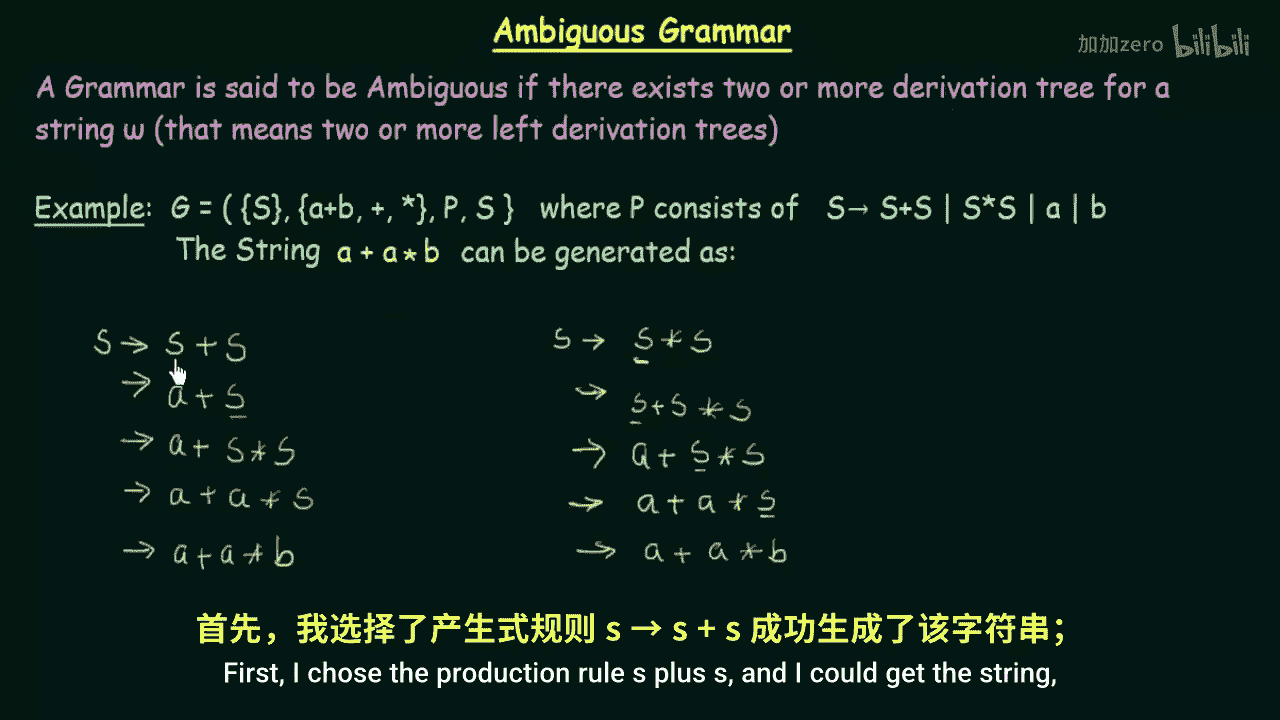 Ambiguous Grammar
加加zero bilibili
A Grammar is said to be Ambiguous if there exists two or more derivation tree for a
string w (that means two or more left derivation trees)
Example: G = ( {S}, {a+b, +, *}, P, S } where P consists of S→ S+S | S*S | a | b
The String a + a * b can be generated as:
S → S + S
→ a + S
→ a + S * S
→ a + a * S
→ a + a * b
S → S * S
→ S + S * S
→ a + S * S
→ a + a * S
→ a + a * b
首先，我选择了产生式规则 s → s + s 成功生成了该字符串；
First, I chose the production rule s plus s, and I could get the string,